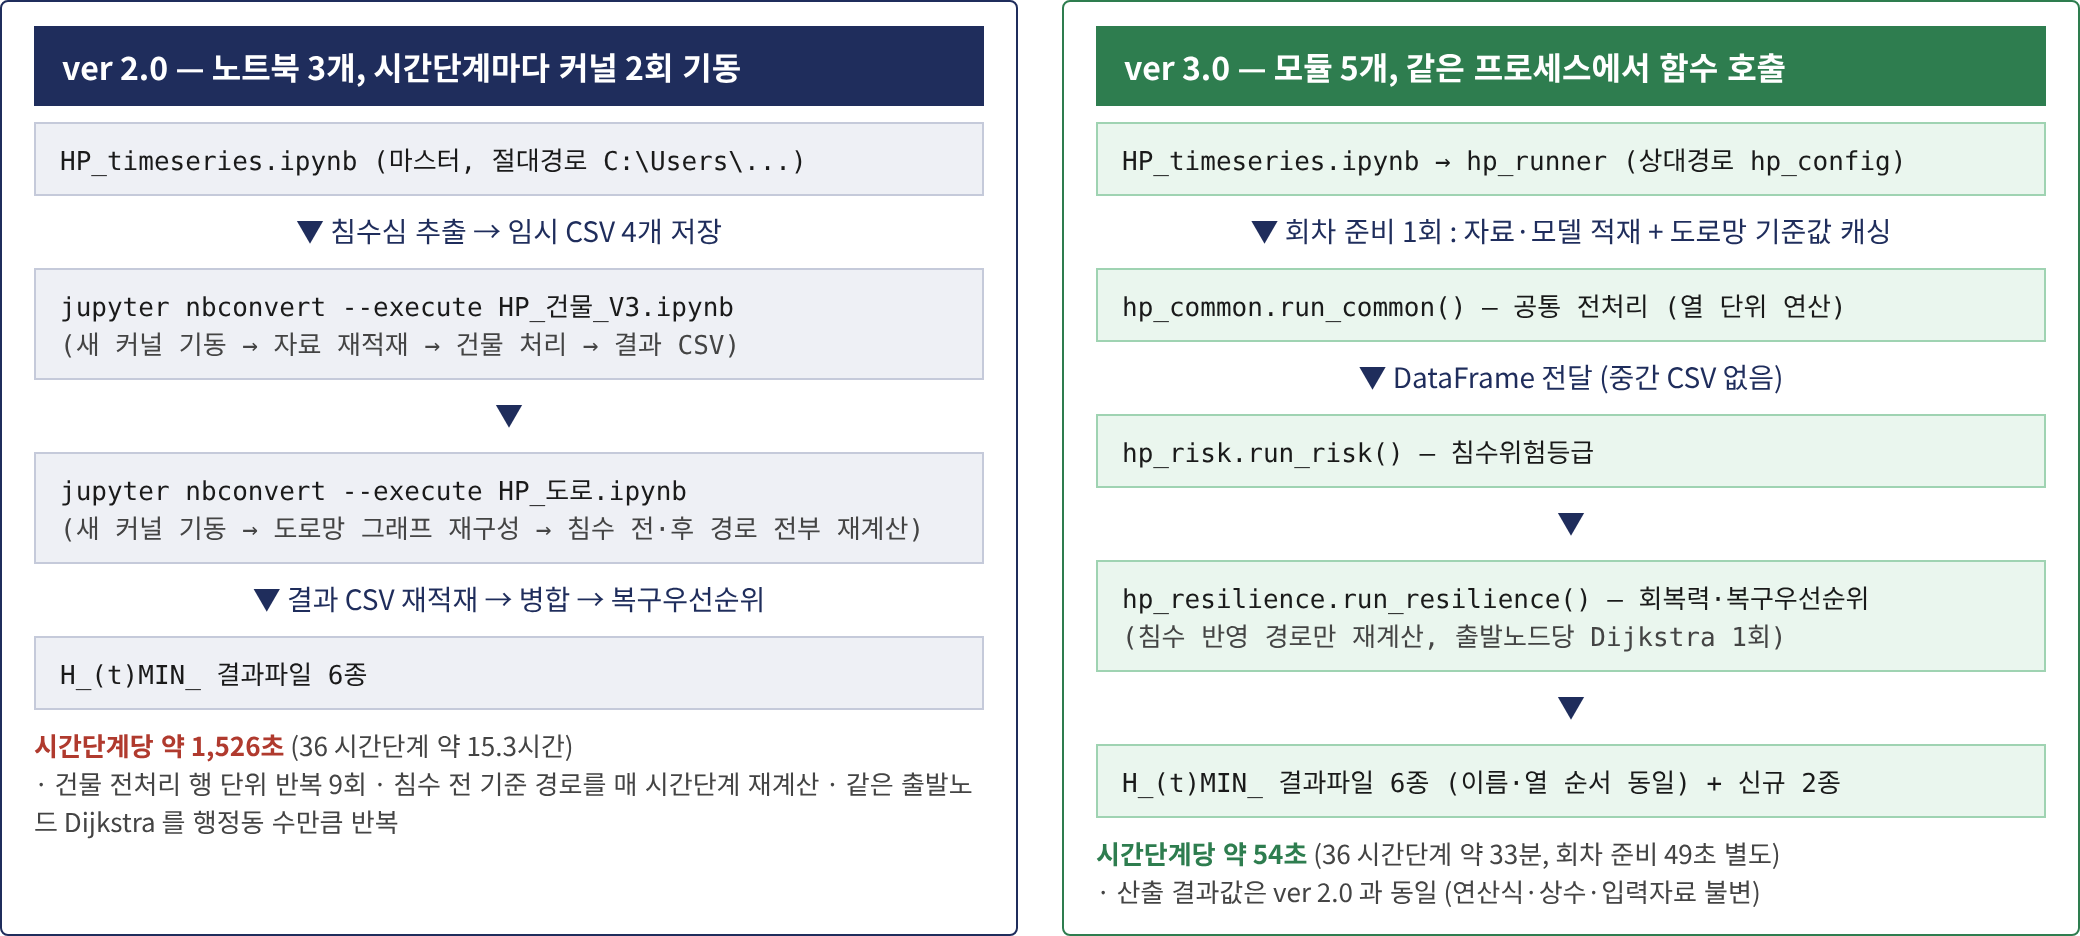 ver 2.0 — 노트북 3개, 시간단계마다 커널 2회 기동
HP_timeseries.ipynb (마스터, 절대경로 C:\Users\...)
▼ 침수심 추출 → 임시 CSV 4개 저장
jupyter nbconvert --execute HP_건물_V3.ipynb
(새 커널 기동 → 자료 재적재 → 건물 처리 → 결과 CSV)
▼
jupyter nbconvert --execute HP_도로.ipynb
(새 커널 기동 → 도로망 그래프 재구성 → 침수 전·후 경로 전부 재계산)
▼ 결과 CSV 재적재 → 병합 → 복구우선순위
H_(t)MIN_ 결과파일 6종
시간단계당 약 1,526초 (36 시간단계 약 15.3시간)
· 건물 전처리 행 단위 반복 9회 · 침수 전 기준 경로를 매 시간단계 재계산 · 같은 출발노
드 Dijkstra 를 행정동 수만큼 반복
ver 3.0 — 모듈 5개, 같은 프로세스에서 함수 호출
HP_timeseries.ipynb → hp_runner (상대경로 hp_config)
▼ 회차 준비 1회 : 자료·모델 적재 + 도로망 기준값 캐싱
hp_common.run_common() — 공통 전처리 (열 단위 연산)
▼ DataFrame 전달 (중간 CSV 없음)
hp_risk.run_risk() — 침수위험등급
▼
hp_resilience.run_resilience() — 회복력·복구우선순위
(침수 반영 경로만 재계산, 출발노드당 Dijkstra 1회)
▼
H_(t)MIN_ 결과파일 6종 (이름·열 순서 동일) + 신규 2종
시간단계당 약 54초 (36 시간단계 약 33분, 회차 준비 49초 별도)
· 산출 결과값은 ver 2.0 과 동일 (연산식·상수·입력자료 불변)